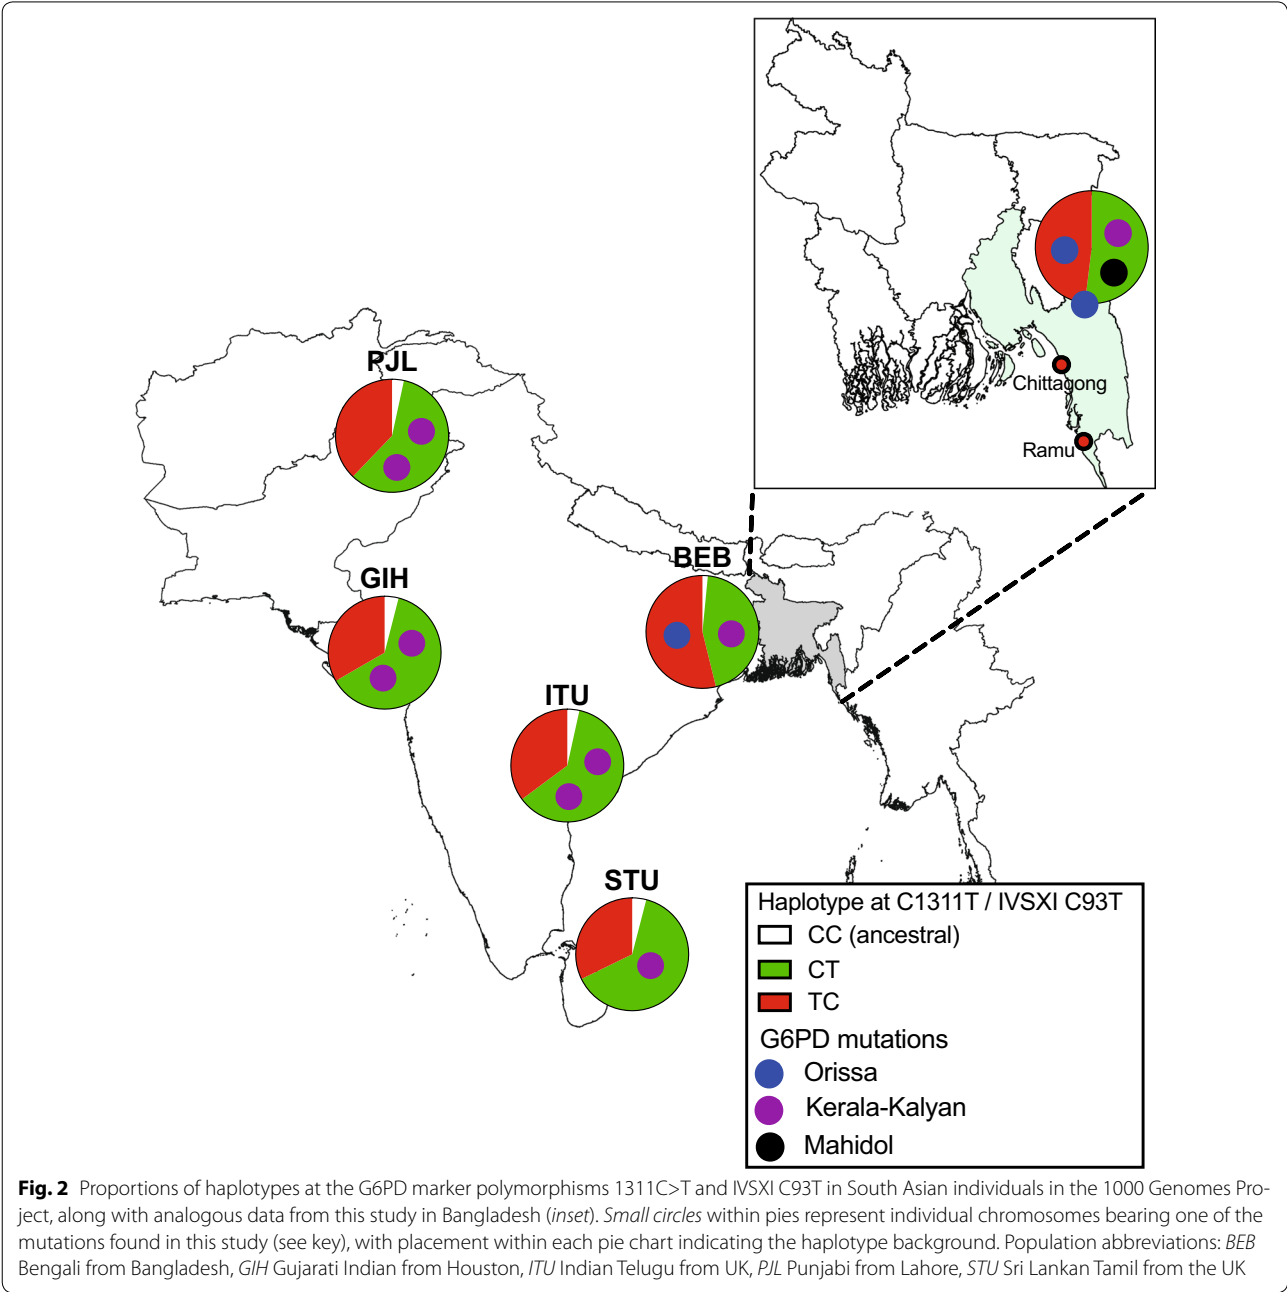 Chittagong
Ramu
PJL
BEB
GIH
ITU
STU
Haplotype at C1311T / IVSXI C93T
CC (ancestral)
CT
TC
G6PD mutations
Orissa
Kerala-Kalyan
Mahidol
Fig. 2 Proportions of haplotypes at the G6PD marker polymorphisms 1311C>T and IVSXI C93T in South Asian individuals in the 1000 Genomes Pro-
ject, along with analogous data from this study in Bangladesh (inset). Small circles within pies represent individual chromosomes bearing one of the
mutations found in this study (see key), with placement within each pie chart indicating the haplotype background. Population abbreviations: BEB
Bengali from Bangladesh, GIH Gujarati Indian from Houston, ITU Indian Telugu from UK, PJL Punjabi from Lahore, STU Sri Lankan Tamil from the UK